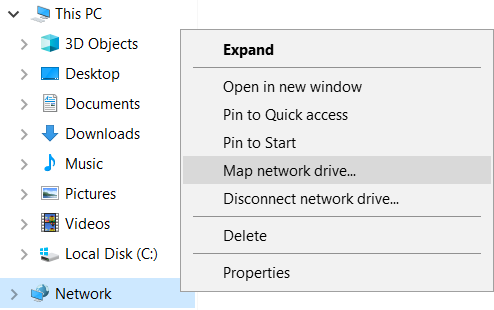 This PC
3D Objects
Desktop
Documents
Downloads
Music
Pictures
Videos
Local Disk (C:)
Network
Expand
Open in new window
Pin to Quick access
Pin to Start
Map network drive...
Disconnect network drive...
Delete
Properties